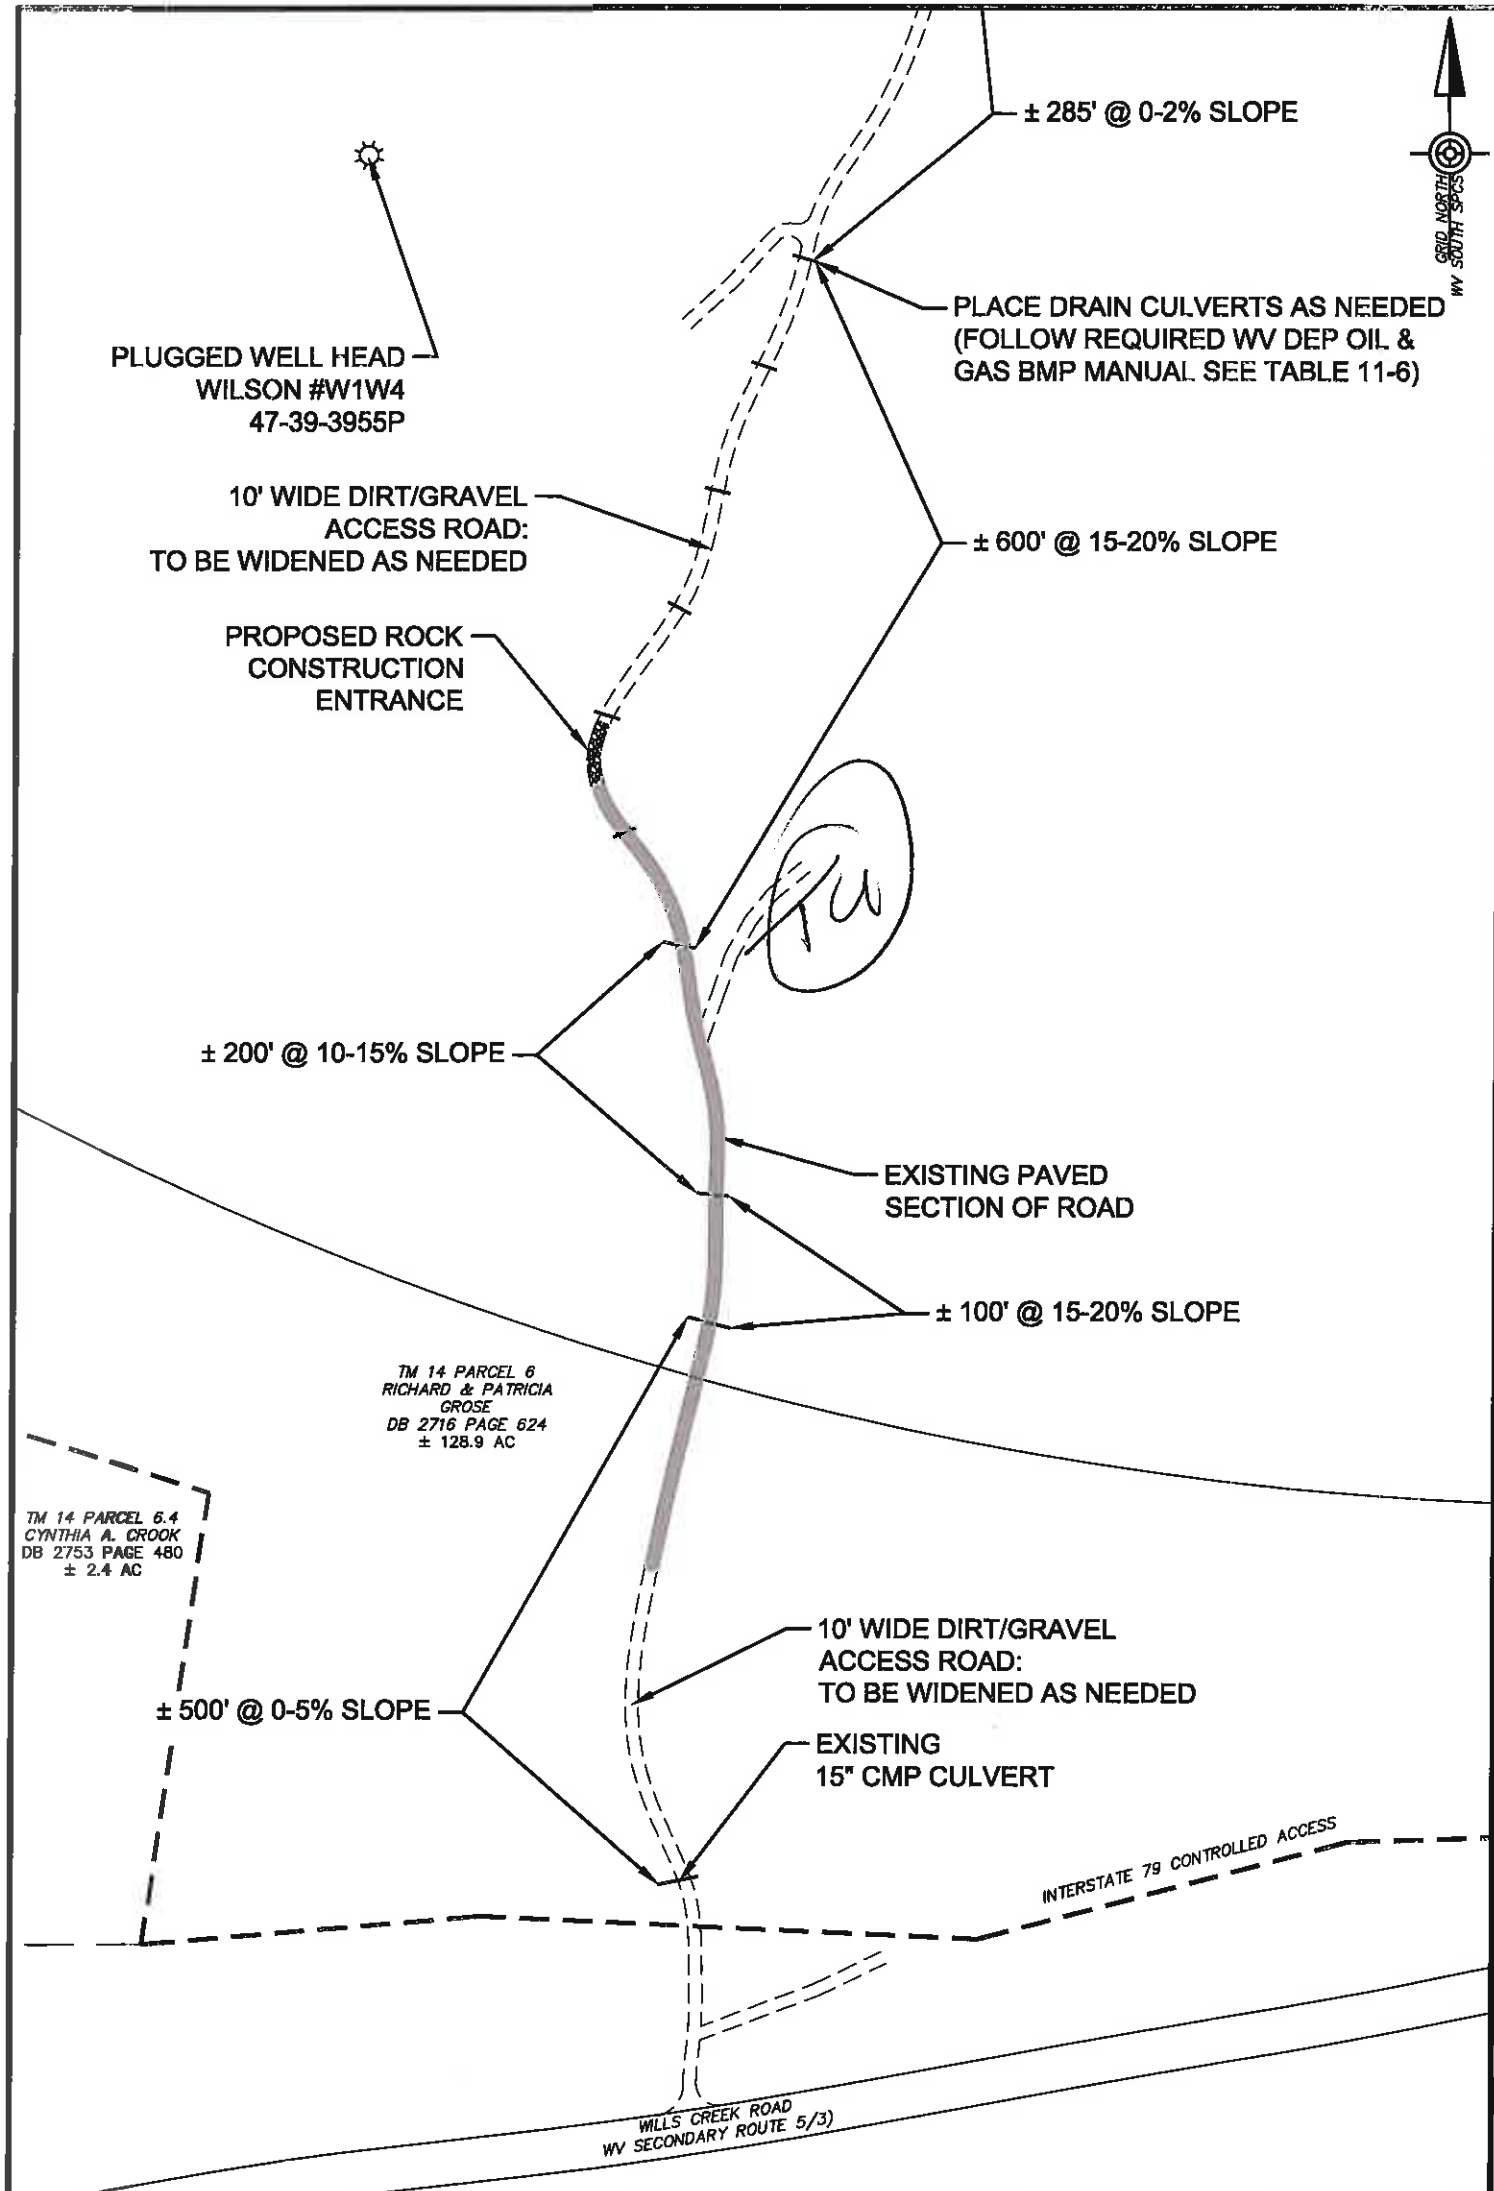 ± 285' @ 0-2% SLOPE
GRID NORTH
WV SOUTH SPCS
PLACE DRAIN CULVERTS AS NEEDED
(FOLLOW REQUIRED WV DEP OIL &
GAS BMP MANUAL SEE TABLE 11-6)
PLUGGED WELL HEAD
WILSON #W1W4
47-39-3955P
10' WIDE DIRT/GRAVEL
ACCESS ROAD:
TO BE WIDENED AS NEEDED
± 600' @ 15-20% SLOPE
PROPOSED ROCK
CONSTRUCTION
ENTRANCE
± 200' @ 10-15% SLOPE
EXISTING PAVED
SECTION OF ROAD
± 100' @ 15-20% SLOPE
TM 14 PARCEL 6
RICHARD & PATRICIA
GROSE
DB 2716 PAGE 624
± 128.9 AC
TM 14 PARCEL 6.4
CYNTHIA A. CROOK
DB 2753 PAGE 480
± 2.4 AC
10' WIDE DIRT/GRAVEL
ACCESS ROAD:
TO BE WIDENED AS NEEDED
± 500' @ 0-5% SLOPE
EXISTING
15" CMP CULVERT
INTERSTATE 79 CONTROLLED ACCESS
WILLS CREEK ROAD
WV SECONDARY ROUTE 5/3)